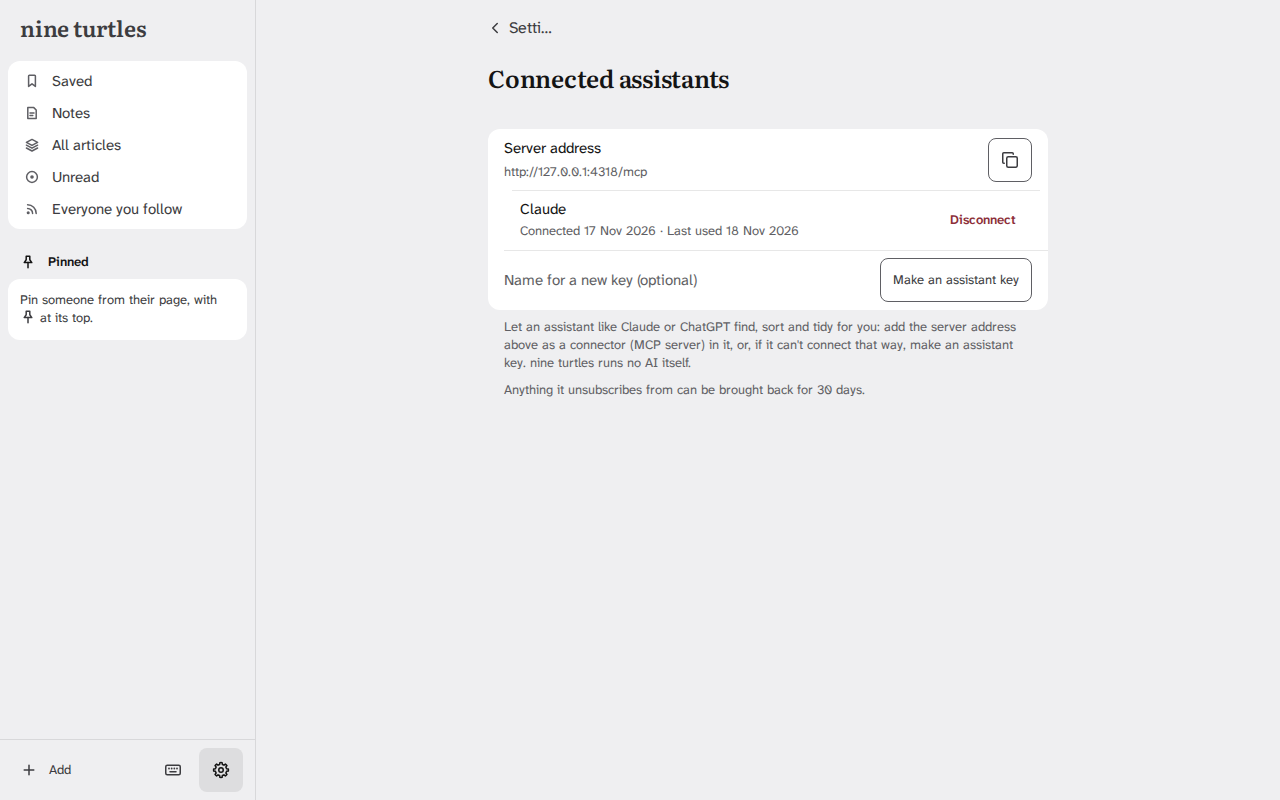 nine turtles
Saved
Notes
All articles
Unread
Everyone you follow
Pinned
Pin someone from their page, with
at its top.
Add
Setti...
Connected assistants
Server address
http://127.0.0.1:4318/mcp
Claude
Connected 17 Nov 2026 · Last used 18 Nov 2026
Disconnect
Name for a new key (optional)
Make an assistant key
Let an assistant like Claude or ChatGPT find, sort and tidy for you: add the server address
above as a connector (MCP server) in it, or, if it can't connect that way, make an assistant
key. nine turtles runs no AI itself.
Anything it unsubscribes from can be brought back for 30 days.